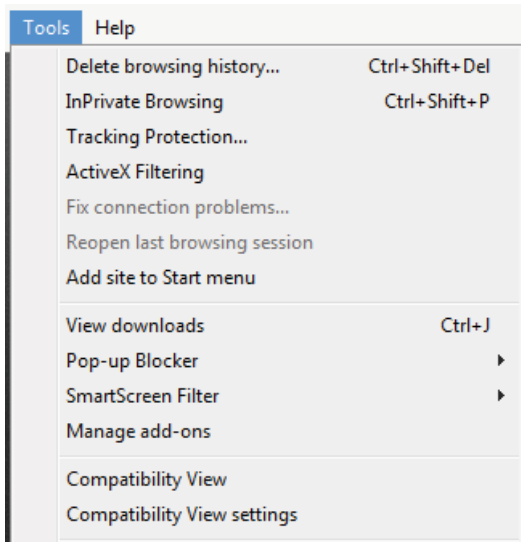 Tools Help
Delete browsing history... Ctrl+Shift+Del
InPrivate Browsing Ctrl+Shift+P
Tracking Protection...
ActiveX Filtering
Fix connection problems...
Reopen last browsing session
Add site to Start menu
View downloads Ctrl+J
Pop-up Blocker
SmartScreen Filter
Manage add-ons
Compatibility View
Compatibility View settings